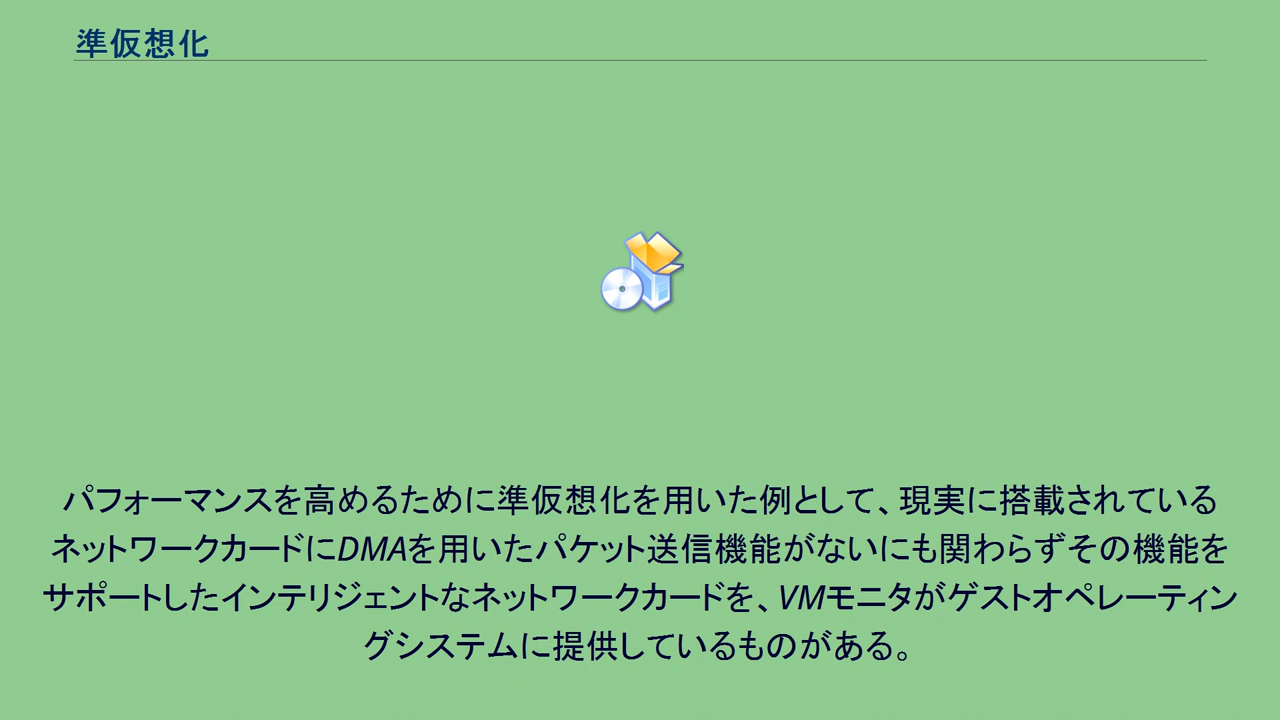 準仮想化
パフォーマンスを高めるために準仮想化を用いた例として、現実に搭載されている
ネットワークカードにDMAを用いたパケット送信機能がないにも関わらずその機能を
サポートしたインテリジェントなネットワークカードを、VMモニタがゲストオペレーティン
グシステムに提供しているものがある。